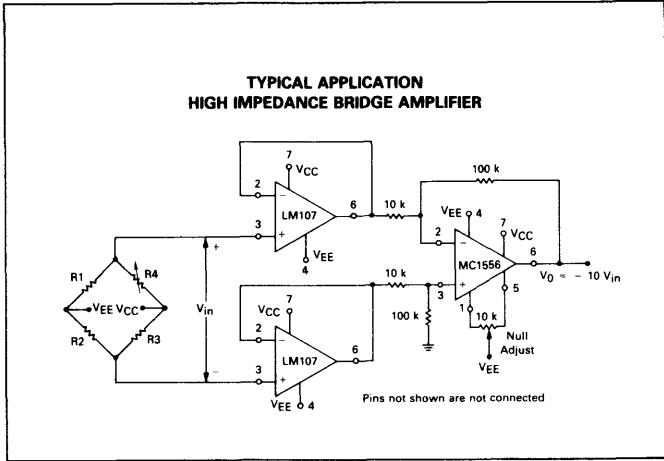 TYPICAL APPLICATION
HIGH IMPEDANCE BRIDGE AMPLIFIER
7
VCC
2
−
LM107
6
3
+
VEE
4
10 k
100 k
VEE 4
7
VCC
2
−
MC1556
6
VO = − 10 Vin
3
+
5
1
10 k
Null
Adjust
VEE
R1
R4
VEE VCC
R2
R3
+
Vin
−
10 k
100 k
7
VCC
2
−
LM107
6
3
+
VEE 4
Pins not shown are not connected